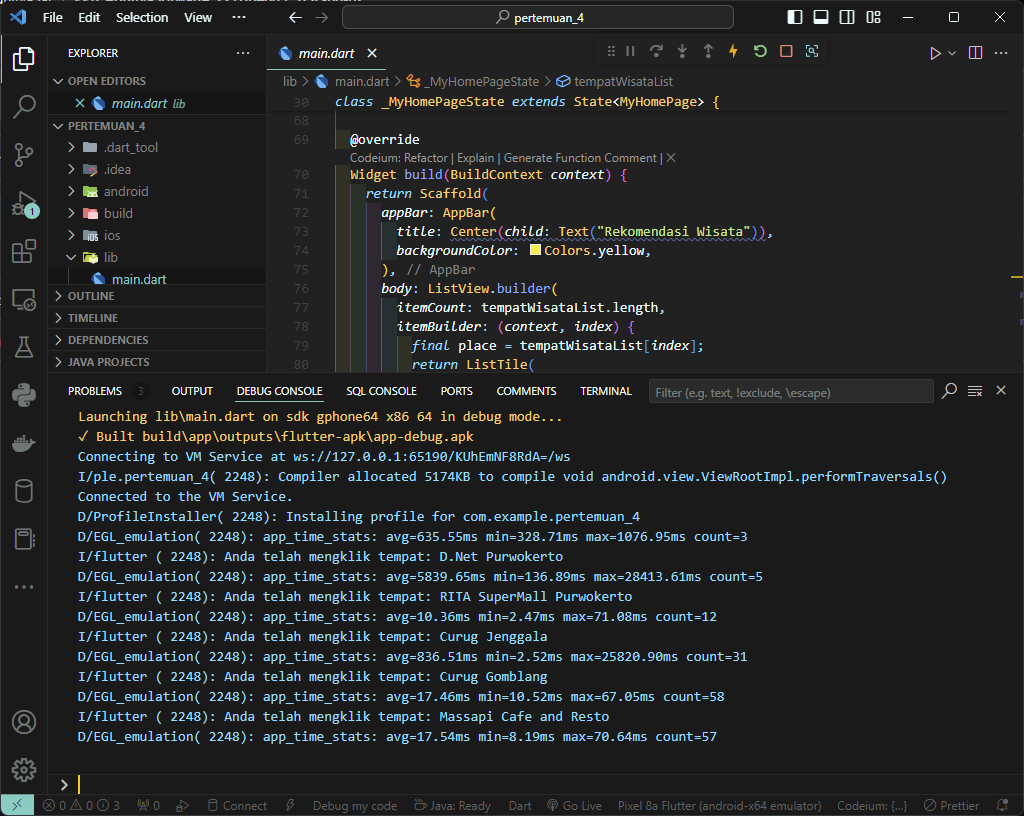 File Edit Selection View ··· pertemuan_4
EXPLORER ···
OPEN EDITORS
main.dart lib
PERTEMUAN_4
.dart_tool
.idea
android
build
ios
lib
main.dart
OUTLINE
TIMELINE
DEPENDENCIES
JAVA PROJECTS
1
main.dart
lib > main.dart > _MyHomePageState > tempatWisataList
30 class _MyHomePageState extends State<MyHomePage> {
68
69 @override
Codeium: Refactor | Explain | Generate Function Comment | X
70 Widget build(BuildContext context) {
71 return Scaffold(
72 appBar: AppBar(
73 title: Center(child: Text("Rekomendasi Wisata")),
74 backgroundColor: Colors.yellow,
75 ), // AppBar
76 body: ListView.builder(
77 itemCount: tempatWisataList.length,
78 itemBuilder: (context, index) {
79 final place = tempatWisataList[index];
80 return ListTile(
PROBLEMS 3 OUTPUT DEBUG CONSOLE SQL CONSOLE PORTS COMMENTS TERMINAL Filter (e.g. text, !exclude, \escape)
Launching lib\main.dart on sdk gphone64 x86 64 in debug mode...
✓ Built build\app\outputs\flutter-apk\app-debug.apk
Connecting to VM Service at ws://127.0.0.1:65190/KUhEmNF8RdA=/ws
I/ple.pertemuan_4( 2248): Compiler allocated 5174KB to compile void android.view.ViewRootImpl.performTraversals()
Connected to the VM Service.
D/ProfileInstaller( 2248): Installing profile for com.example.pertemuan_4
D/EGL_emulation( 2248): app_time_stats: avg=635.55ms min=328.71ms max=1076.95ms count=3
I/flutter ( 2248): Anda telah mengklik tempat: D.Net Purwokerto
D/EGL_emulation( 2248): app_time_stats: avg=5839.65ms min=136.89ms max=28413.61ms count=5
I/flutter ( 2248): Anda telah mengklik tempat: RITA SuperMall Purwokerto
D/EGL_emulation( 2248): app_time_stats: avg=10.36ms min=2.47ms max=71.08ms count=12
I/flutter ( 2248): Anda telah mengklik tempat: Curug Jenggala
D/EGL_emulation( 2248): app_time_stats: avg=836.51ms min=2.52ms max=25820.90ms count=31
I/flutter ( 2248): Anda telah mengklik tempat: Curug Gomblang
D/EGL_emulation( 2248): app_time_stats: avg=17.46ms min=10.52ms max=67.05ms count=58
I/flutter ( 2248): Anda telah mengklik tempat: Massapi Cafe and Resto
D/EGL_emulation( 2248): app_time_stats: avg=17.54ms min=8.19ms max=70.64ms count=57
>
0 0 3 0 Connect Debug my code Java: Ready Dart Go Live Pixel 8a Flutter (android-x64 emulator) Codeium: {...} Prettier